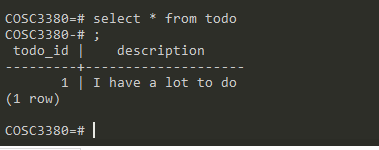 COSC3380=# select * from todo
COSC3380-# ;
 todo_id |    description
---------+--------------------
       1 | I have a lot to do
(1 row)

COSC3380=#